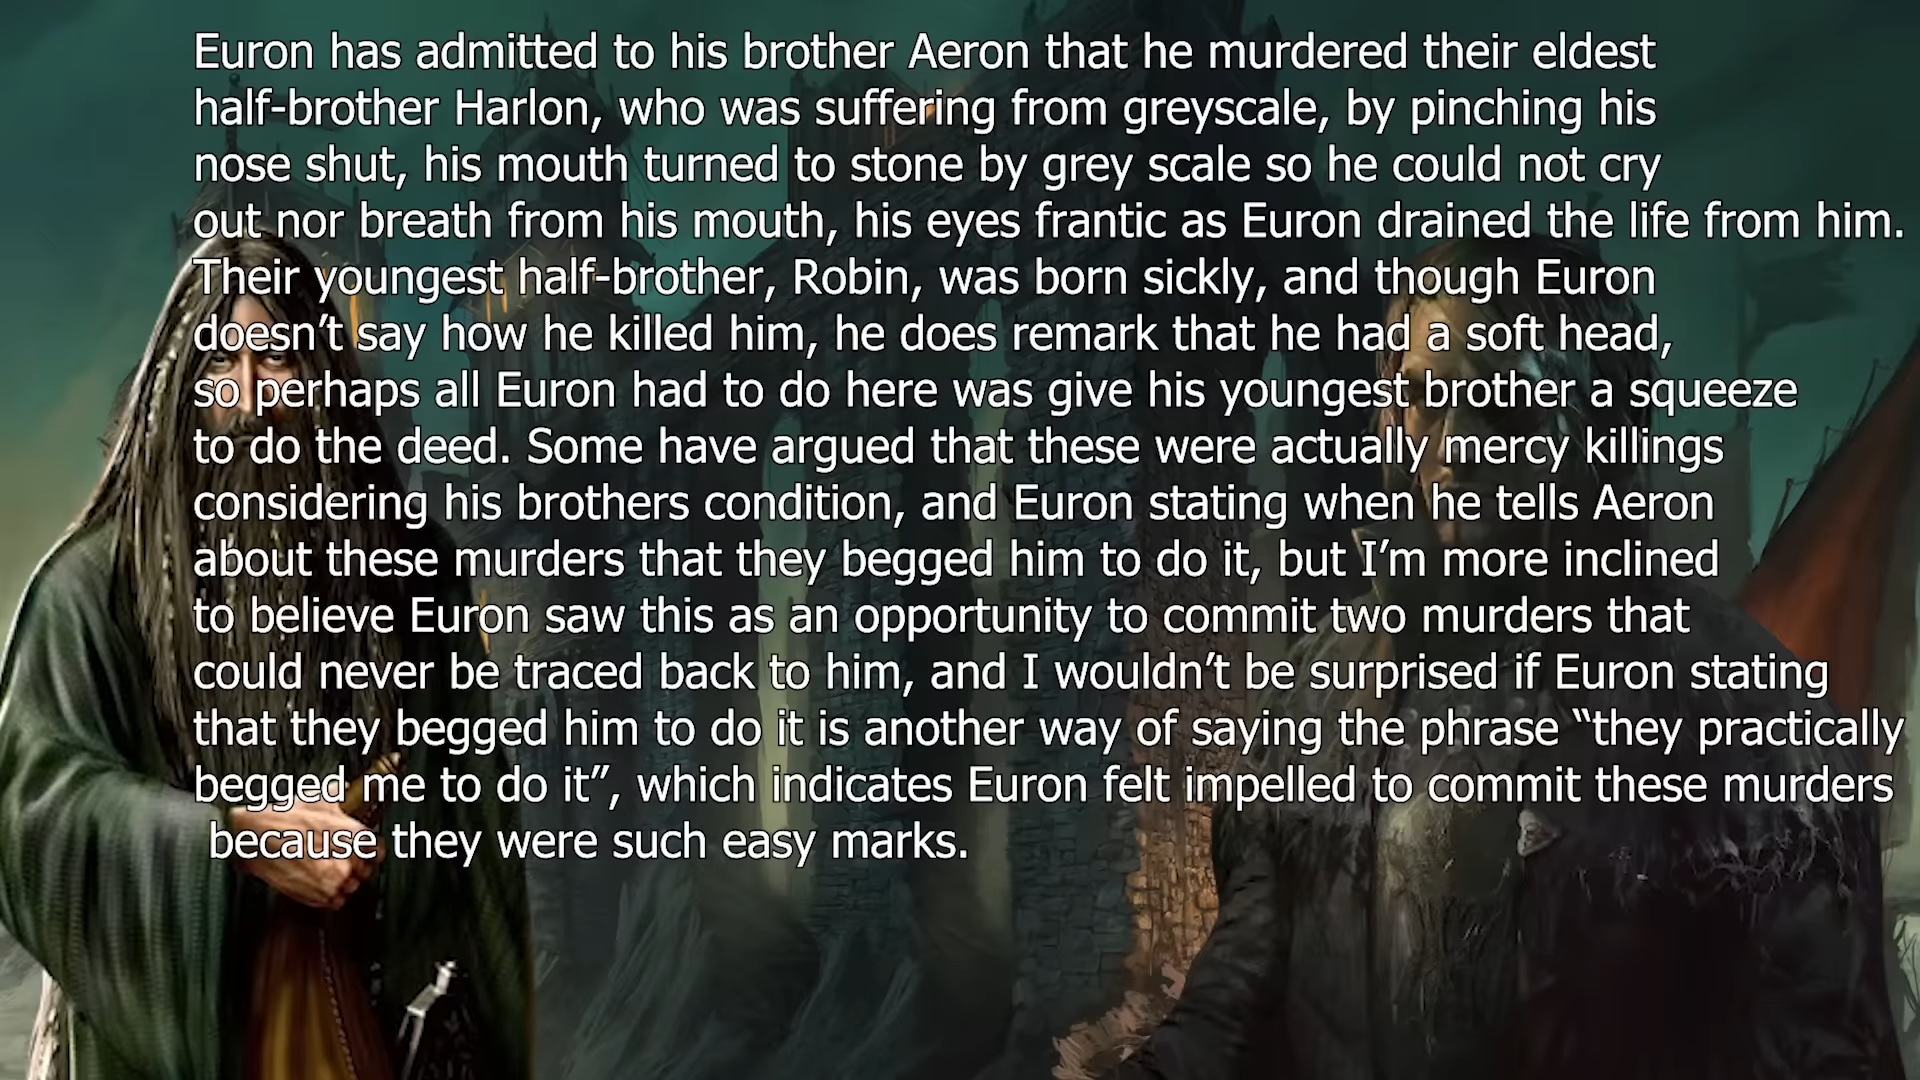 Euron has admitted to his brother Aeron that he murdered their eldest
half-brother Harlon, who was suffering from greyscale, by pinching his
nose shut, his mouth turned to stone by grey scale so he could not cry
out nor breath from his mouth, his eyes frantic as Euron drained the life from him.
Their youngest half-brother, Robin, was born sickly, and though Euron
doesn’t say how he killed him, he does remark that he had a soft head,
so perhaps all Euron had to do here was give his youngest brother a squeeze
to do the deed. Some have argued that these were actually mercy killings
considering his brothers condition, and Euron stating when he tells Aeron
about these murders that they begged him to do it, but I’m more inclined
to believe Euron saw this as an opportunity to commit two murders that
could never be traced back to him, and I wouldn’t be surprised if Euron stating
that they begged him to do it is another way of saying the phrase “they practically
begged me to do it”, which indicates Euron felt impelled to commit these murders
because they were such easy marks.